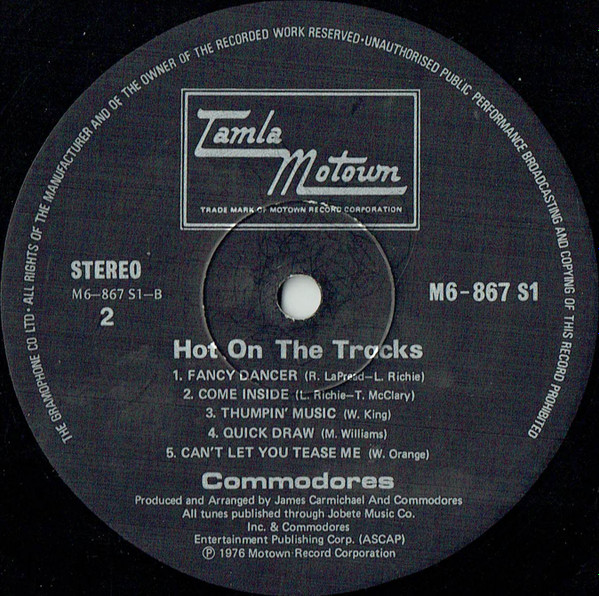 THE GRAMOPHONE CO LTD · ALL RIGHTS OF THE MANUFACTURER AND OF THE OWNER OF THE RECORDED WORK RESERVED · UNAUTHORISED PUBLIC PERFORMANCE BROADCASTING AND COPYING OF THIS RECORD PROHIBITED
Tamla
Motown
TRADE MARK OF MOTOWN RECORD CORPORATION
STEREO
M6–867 S1–B
2
M6-867 S1
Hot On The Tracks
1. FANCY DANCER (R. LaPread–L. Richie)
2. COME INSIDE (L. Richie–T. McClary)
3. THUMPIN' MUSIC (W. King)
4. QUICK DRAW (M. Williams)
5. CAN'T LET YOU TEASE ME (W. Orange)
Commodores
Produced and Arranged by James Carmichael And Commodores
All tunes published through Jobete Music Co.
Inc. & Commodores
Entertainment Publishing Corp. (ASCAP)
℗ 1976 Motown Record Corporation